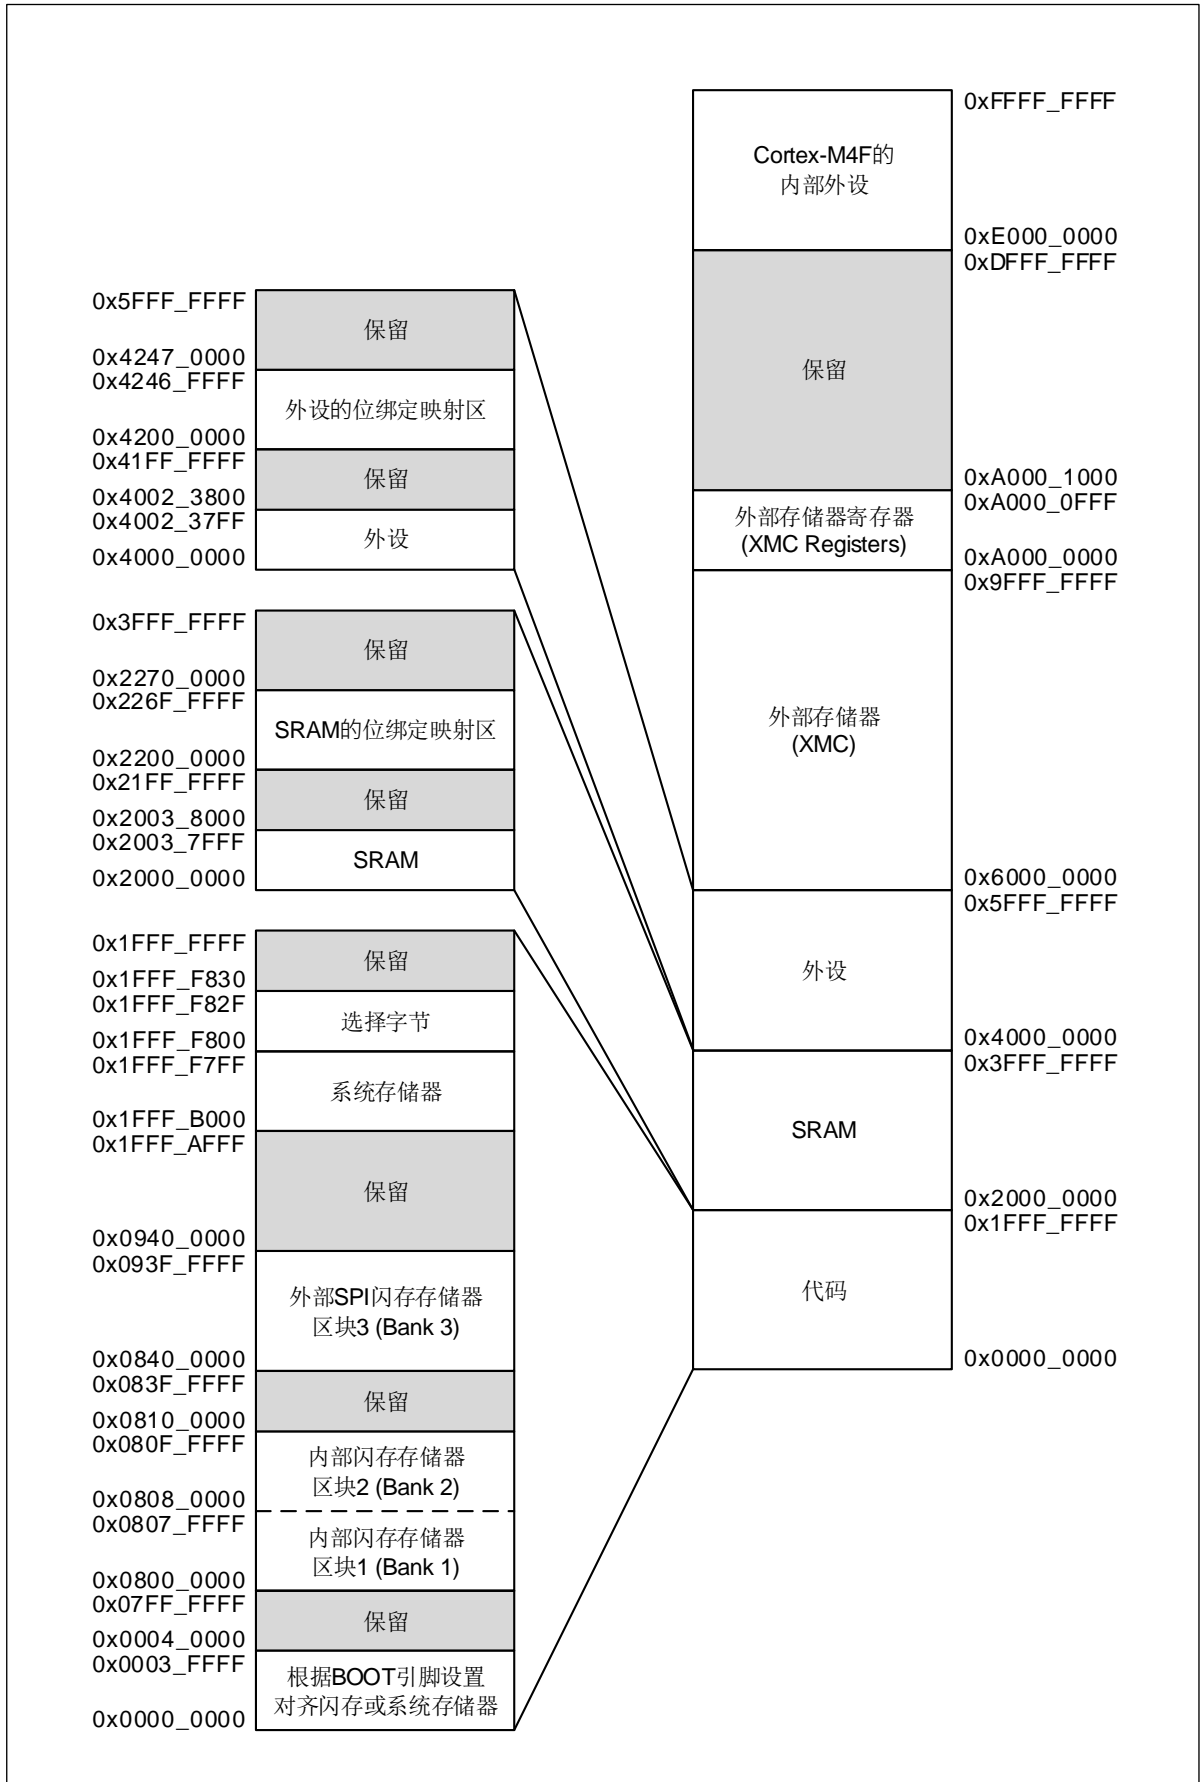 0xFFFF_FFFF
Cortex-M4F的
内部外设
0xE000_0000
0xDFFF_FFFF
保留
0xA000_1000
0xA000_0FFF
外部存储器寄存器
(XMC Registers)
0xA000_0000
0x9FFF_FFFF
外部存储器
(XMC)
0x6000_0000
0x5FFF_FFFF
外设
0x4000_0000
0x3FFF_FFFF
SRAM
0x2000_0000
0x1FFF_FFFF
代码
0x0000_0000
0x5FFF_FFFF
保留
0x4247_0000
0x4246_FFFF
外设的位绑定映射区
0x4200_0000
0x41FF_FFFF
保留
0x4002_3800
0x4002_37FF
外设
0x4000_0000
0x3FFF_FFFF
保留
0x2270_0000
0x226F_FFFF
SRAM的位绑定映射区
0x2200_0000
0x21FF_FFFF
保留
0x2003_8000
0x2003_7FFF
SRAM
0x2000_0000
0x1FFF_FFFF
保留
0x1FFF_F830
0x1FFF_F82F
选择字节
0x1FFF_F800
0x1FFF_F7FF
系统存储器
0x1FFF_B000
0x1FFF_AFFF
保留
0x0940_0000
0x093F_FFFF
外部SPI闪存存储器
区块3 (Bank 3)
0x0840_0000
0x083F_FFFF
保留
0x0810_0000
0x080F_FFFF
内部闪存存储器
区块2 (Bank 2)
0x0808_0000
0x0807_FFFF
内部闪存存储器
区块1 (Bank 1)
0x0800_0000
0x07FF_FFFF
保留
0x0004_0000
0x0003_FFFF
根据BOOT引脚设置
对齐闪存或系统存储器
0x0000_0000